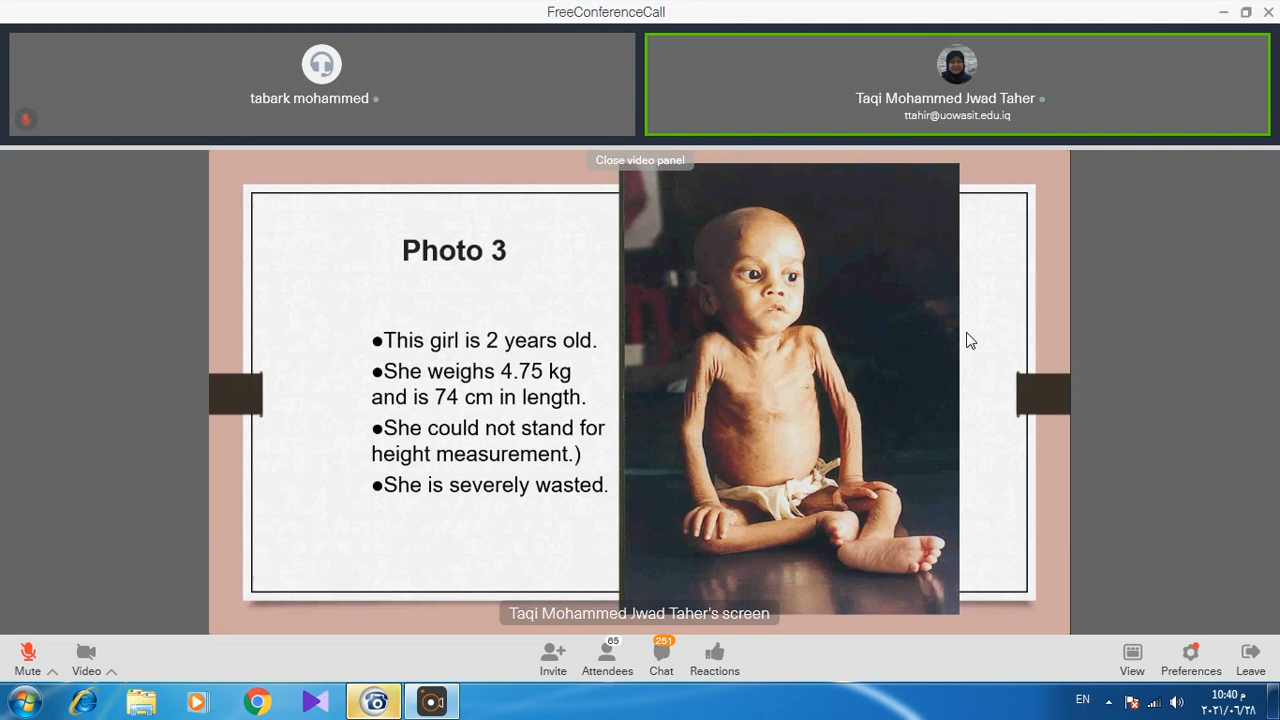 FreeConferenceCall
tabark mohammed
Taqi Mohammed Jwad Taher
ttahir@uowasit.edu.iq
Close video panel
Photo 3
●This girl is 2 years old.
●She weighs 4.75 kg
and is 74 cm in length.
●She could not stand for
height measurement.)
●She is severely wasted.
Taqi Mohammed Jwad Taher's screen
65
251
Mute
Video
Invite
Attendees
Chat
Reactions
View
Preferences
Leave
EN
10:40 م
٢٠٢١/٠٦/٢٨